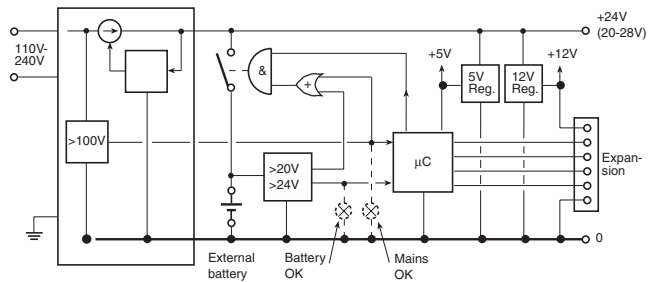 +24V
(20-28V)
110V-
240V
+5V
+12V
&
5V
Reg.
12V
Reg.
+
>100V
>20V
>24V
µC
Expan-
sion
0
External
battery
Battery
OK
Mains
OK